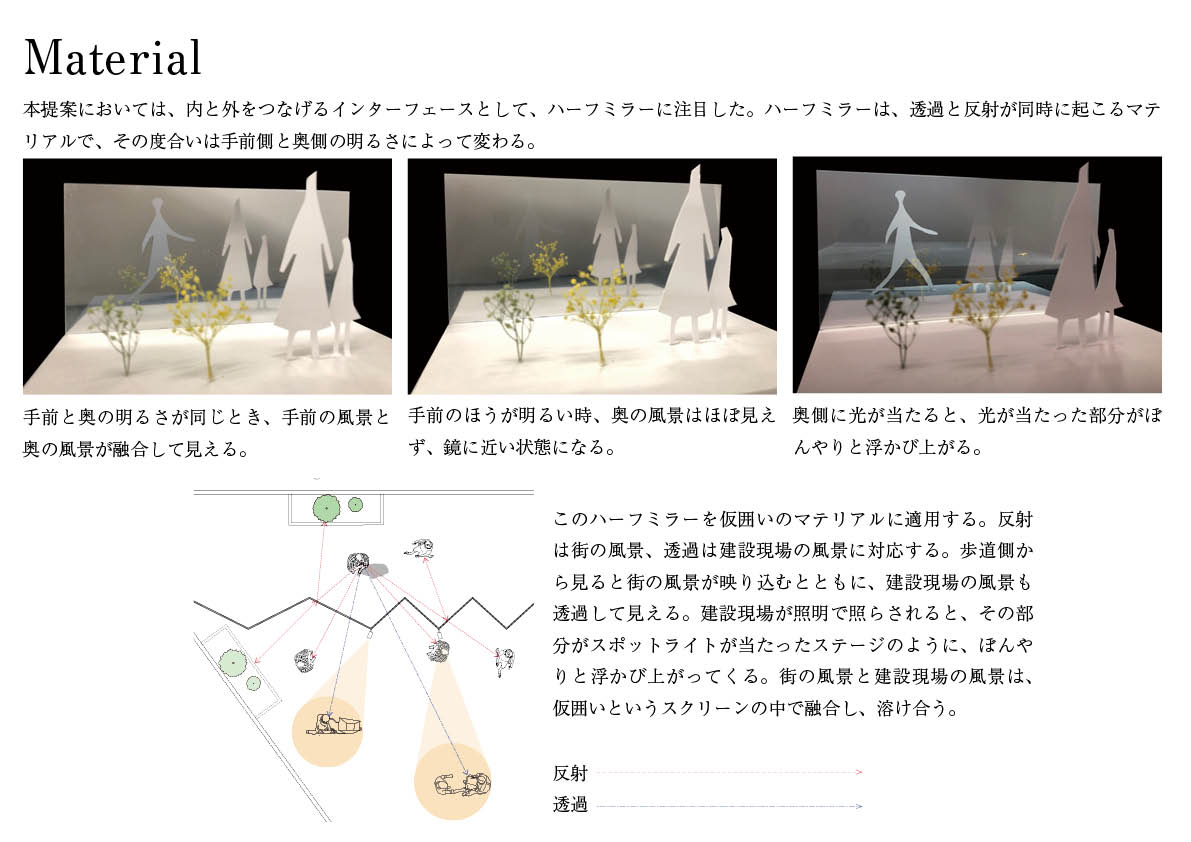 Material
本提案においては、内と外をつなげるインターフェースとして、ハーフミラーに注目した。ハーフミラーは、透過と反射が同時に起こるマテ
リアルで、その度合いは手前側と奥側の明るさによって変わる。
手前と奥の明るさが同じとき、手前の風景と
奥の風景が融合して見える。
手前のほうが明るい時、奥の風景はほぼ見え
ず、鏡に近い状態になる。
奥側に光が当たると、光が当たった部分がぼ
んやりと浮かび上がる。
このハーフミラーを仮囲いのマテリアルに適用する。反射
は街の風景、透過は建設現場の風景に対応する。歩道側か
ら見ると街の風景が映り込むとともに、建設現場の風景も
透過して見える。建設現場が照明で照らされると、その部
分がスポットライトが当たったステージのように、ぼんや
りと浮かび上がってくる。街の風景と建設現場の風景は、
仮囲いというスクリーンの中で融合し、溶け合う。
反射
透過